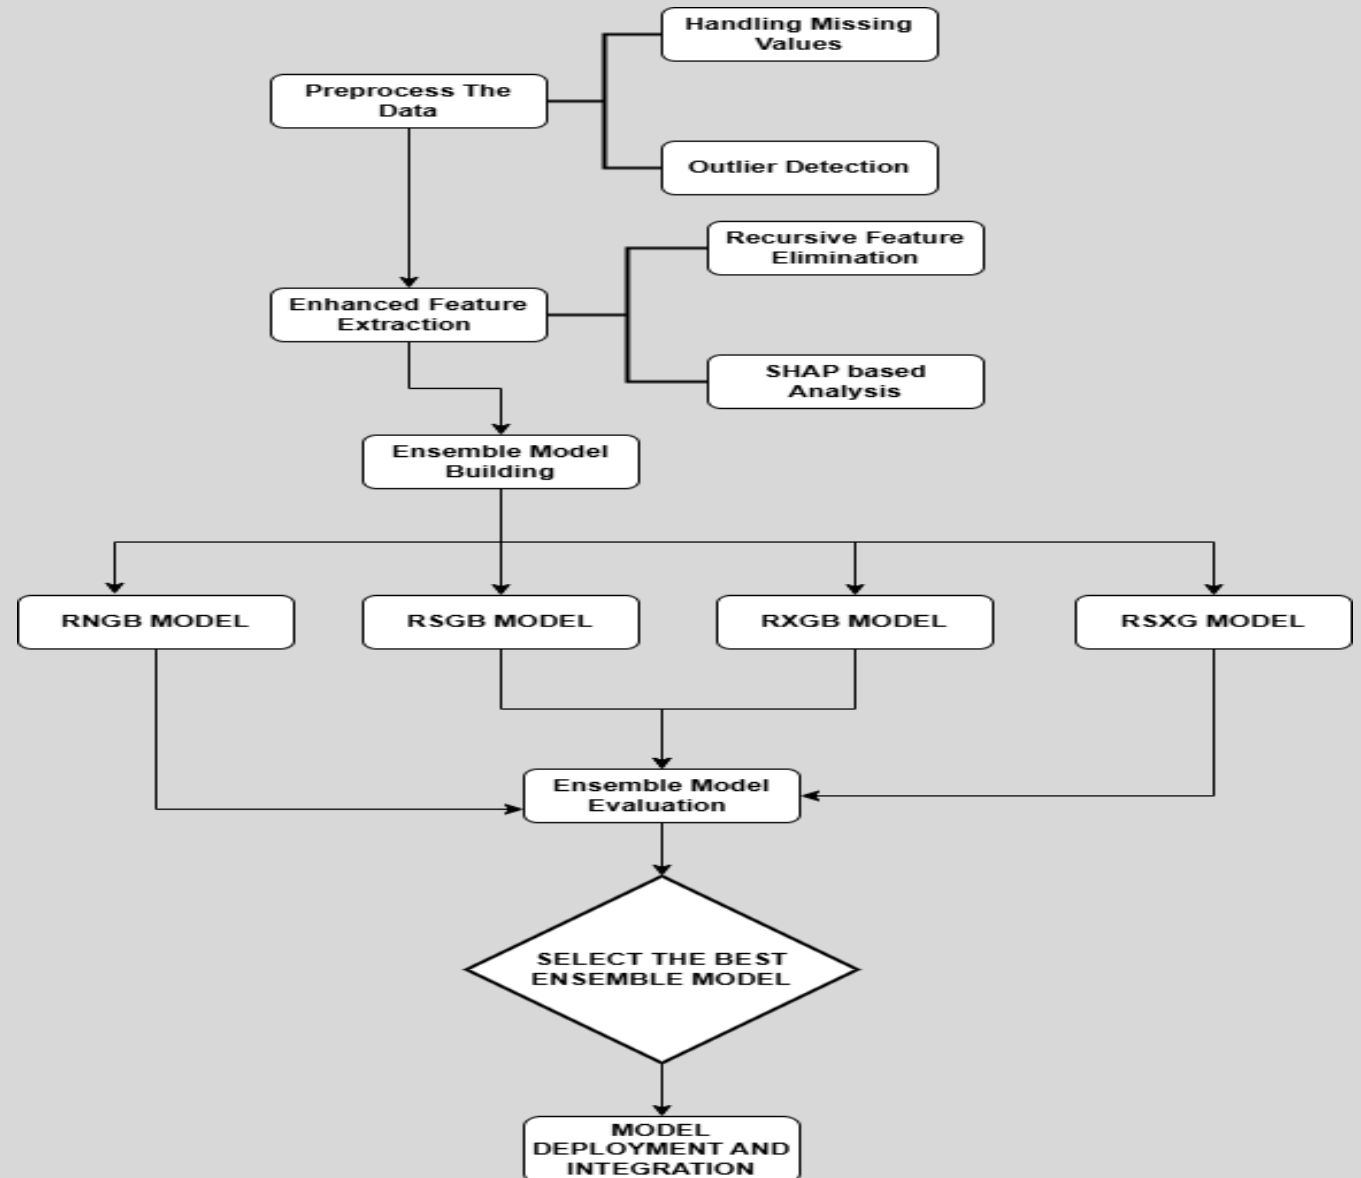 Handling Missing
Values
Preprocess The
Data
Outlier Detection
Recursive Feature
Elimination
Enhanced Feature
Extraction
SHAP based
Analysis
Ensemble Model
Building
RNGB MODEL
RSGB MODEL
RXGB MODEL
RSXG MODEL
Ensemble Model
Evaluation
SELECT THE BEST
ENSEMBLE MODEL
MODEL
DEPLOYMENT AND
INTEGRATION